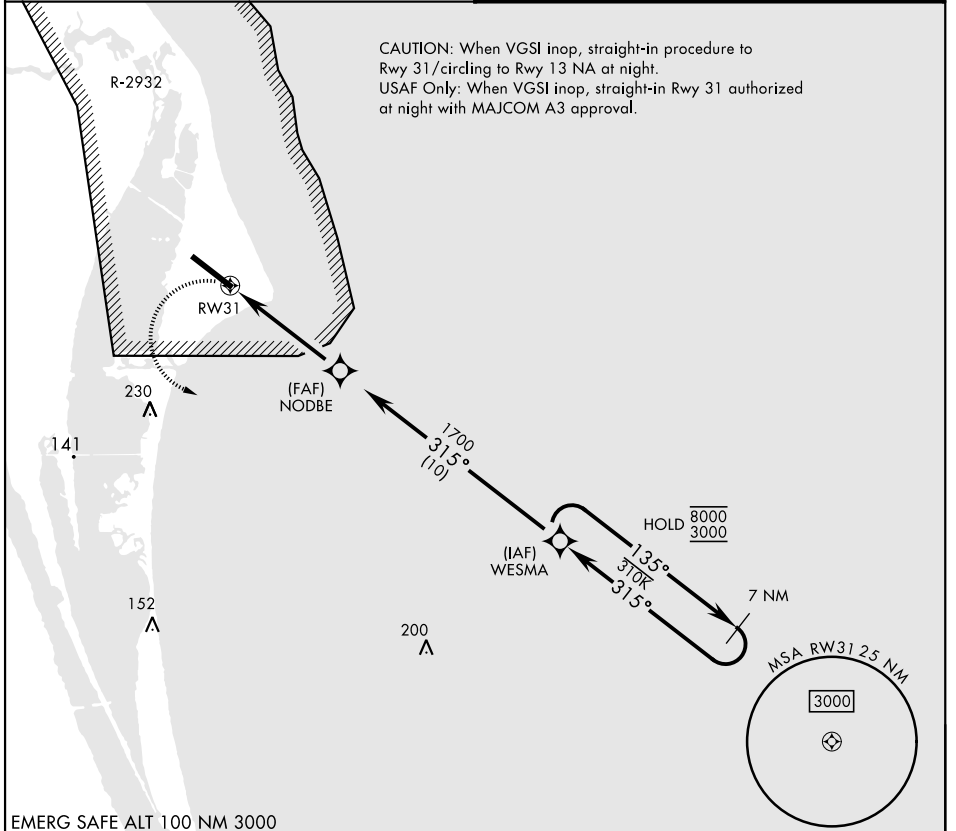 CAUTION: When VGSI inop, straight-in procedure to
Rwy 31/circling to Rwy 13 NA at night.
USAF Only: When VGSI inop, straight-in Rwy 31 authorized
at night with MAJCOM A3 approval.
R-2932
RW31
230
(FAF)
NODBE
141
1700
315°
(10)
HOLD 8000
3000
(IAF)
WESMA
135°
310K
315°
7 NM
152
200
MSA RW31 25 NM
3000
EMERG SAFE ALT 100 NM 3000